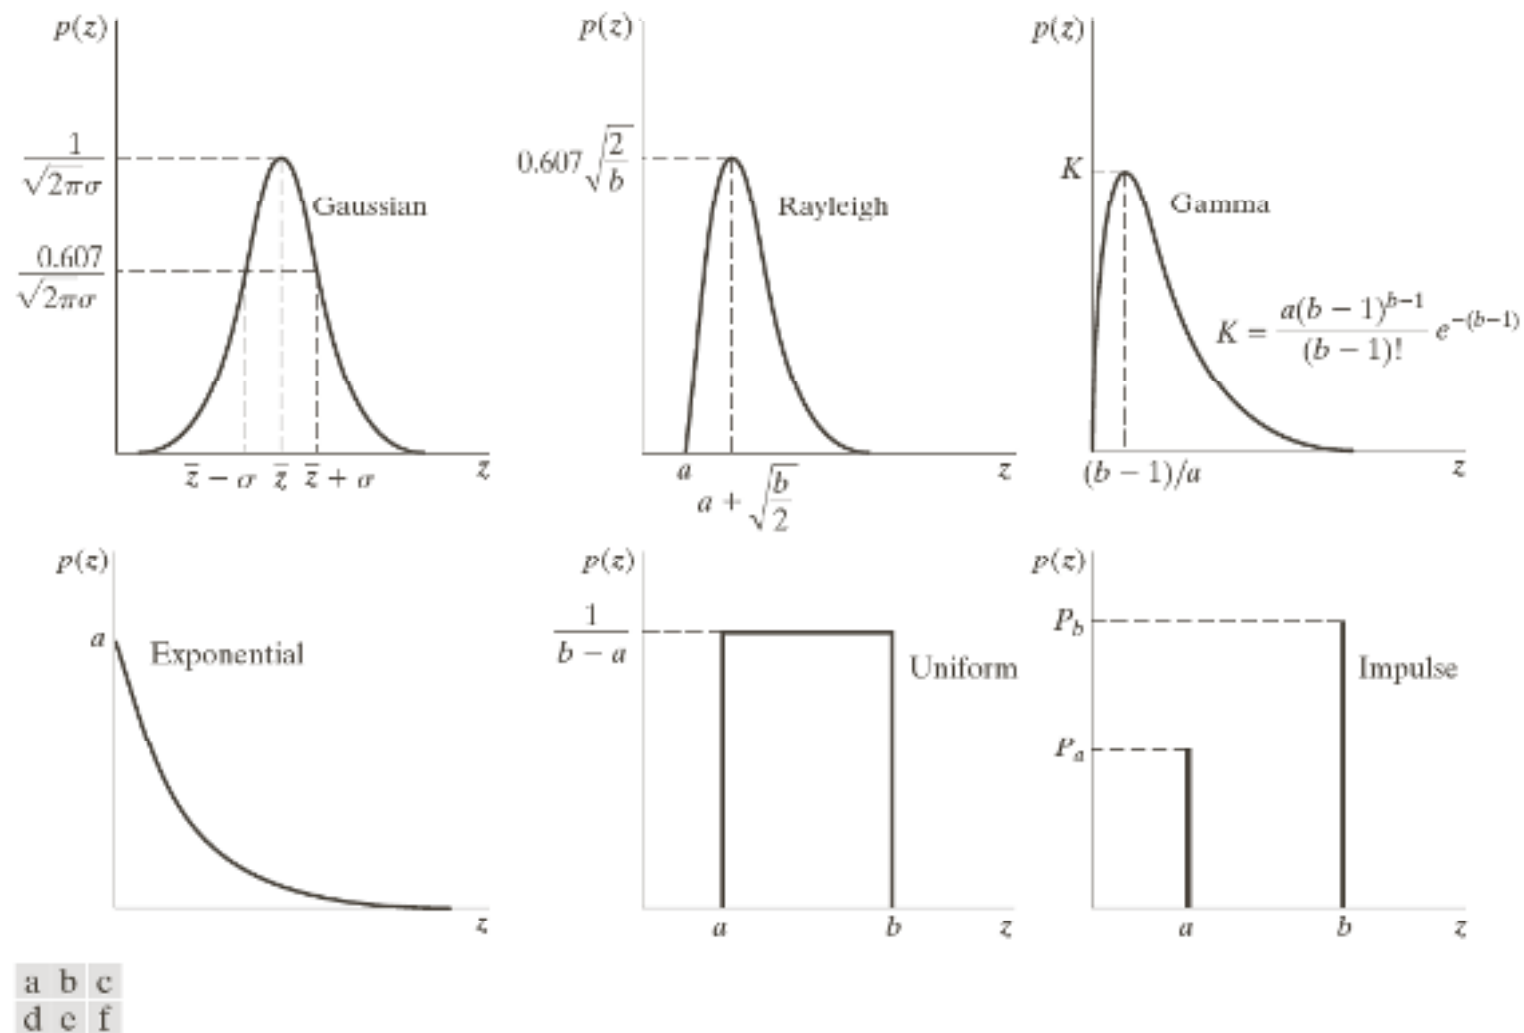 p(z)
1
√2πσ
0.607
√2πσ
Gaussian
z̄ − σ z̄ z̄ + σ z
p(z)
0.607 √2/b
Rayleigh
a z
a + √b/2
p(z)
K
Gamma
K = a(b − 1)^{b−1} / (b − 1)! e^{−(b−1)}
(b − 1)/a z
p(z)
a
Exponential
z
p(z)
1
b − a
Uniform
a b z
p(z)
P_b
Impulse
P_a
a b z
a b c
d e f